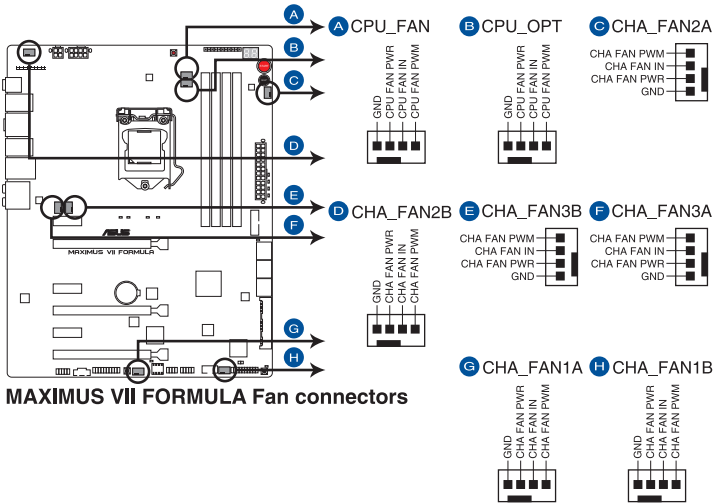 A
B
C
D
E
F
G
H
/SUS
MAXIMUS VII FORMULA
MAXIMUS VII FORMULA Fan connectors
A CPU_FAN
GND
CPU FAN PWR
CPU FAN IN
CPU FAN PWM
B CPU_OPT
GND
CPU FAN PWR
CPU FAN IN
CPU FAN PWM
C CHA_FAN2A
CHA FAN PWM
CHA FAN IN
CHA FAN PWR
GND
D CHA_FAN2B
GND
CHA FAN PWR
CHA FAN IN
CHA FAN PWM
E CHA_FAN3B
CHA FAN PWM
CHA FAN IN
CHA FAN PWR
GND
F CHA_FAN3A
CHA FAN PWM
CHA FAN IN
CHA FAN PWR
GND
G CHA_FAN1A
GND
CHA FAN PWR
CHA FAN IN
CHA FAN PWM
H CHA_FAN1B
GND
CHA FAN PWR
CHA FAN IN
CHA FAN PWM